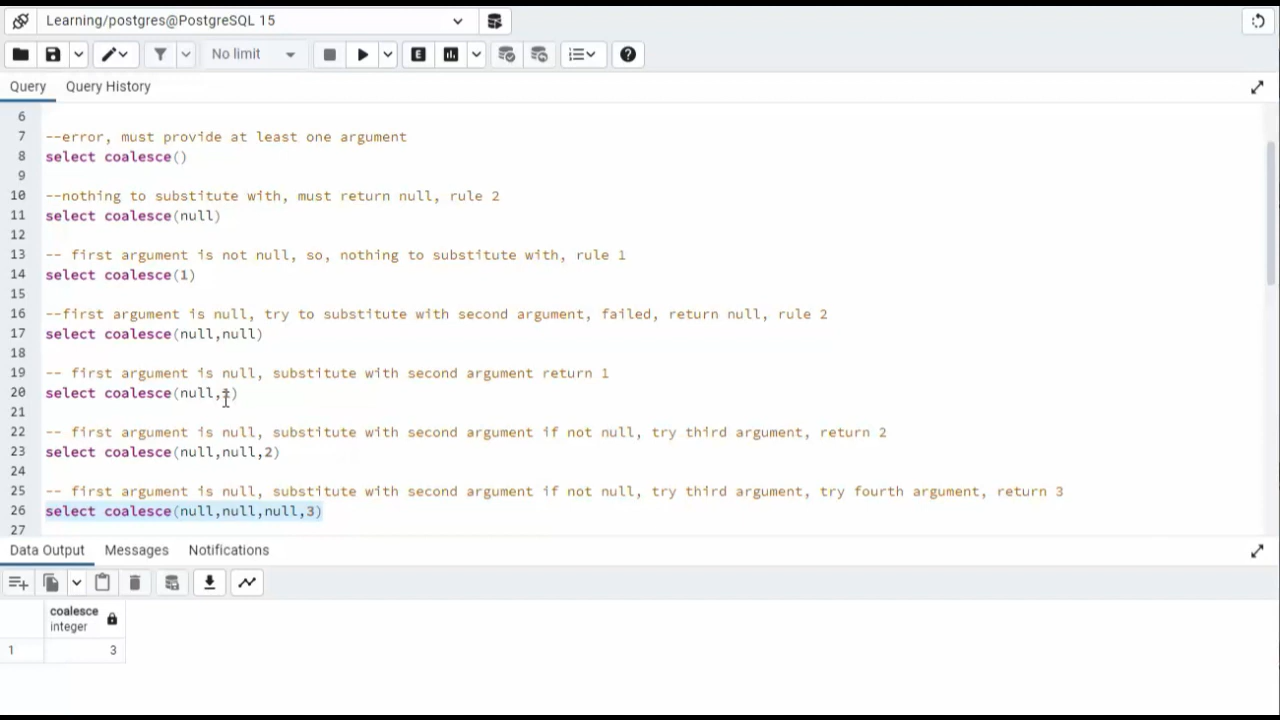 Learning/postgres@PostgreSQL 15
No limit
E
Query Query History
6
7 --error, must provide at least one argument
8 select coalesce()
9
10 --nothing to substitute with, must return null, rule 2
11 select coalesce(null)
12
13 -- first argument is not null, so, nothing to substitute with, rule 1
14 select coalesce(1)
15
16 --first argument is null, try to substitute with second argument, failed, return null, rule 2
17 select coalesce(null,null)
18
19 -- first argument is null, substitute with second argument return 1
20 select coalesce(null,1)
21
22 -- first argument is null, substitute with second argument if not null, try third argument, return 2
23 select coalesce(null,null,2)
24
25 -- first argument is null, substitute with second argument if not null, try third argument, try fourth argument, return 3
26 select coalesce(null,null,null,3)
27
Data Output Messages Notifications
coalesce
integer
1 3